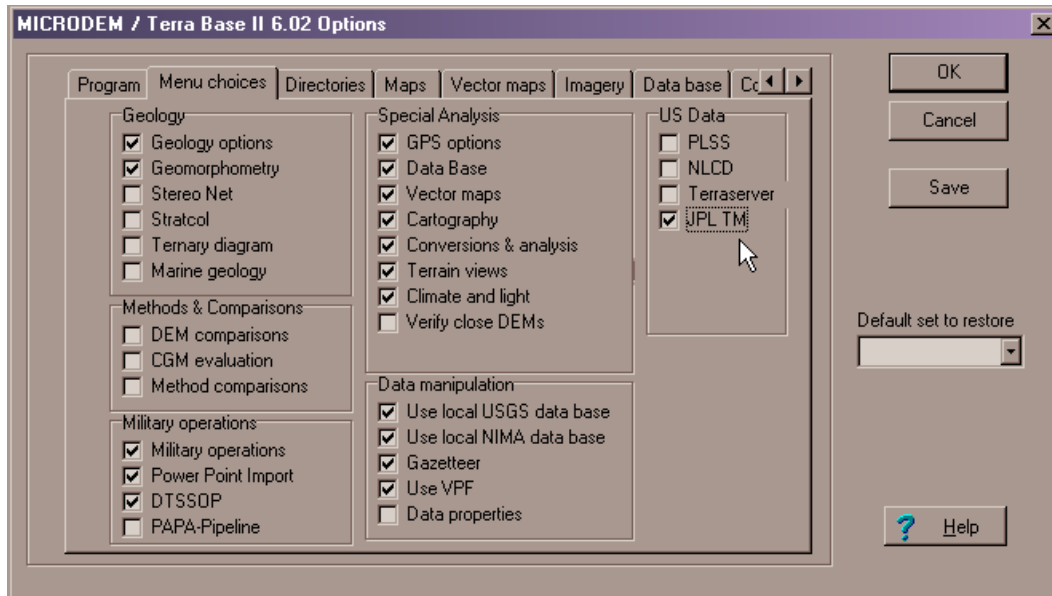 MICRODEM / Terra Base II 6.02 Options
Program Menu choices Directories Maps Vector maps Imagery Data base
Geology
Geology options
Geomorphometry
Stereo Net
Stratcol
Ternary diagram
Marine geology
Methods & Comparisons
DEM comparisons
CGM evaluation
Method comparisons
Military operations
Military operations
Power Point Import
DTSSOP
PAPA-Pipeline
Special Analysis
GPS options
Data Base
Vector maps
Cartography
Conversions & analysis
Terrain views
Climate and light
Verify close DEMs
Data manipulation
Use local USGS data base
Use local NIMA data base
Gazetteer
Use VPF
Data properties
US Data
PLSS
NLCD
Terraserver
JPL TM
OK
Cancel
Save
Default set to restore
? Help